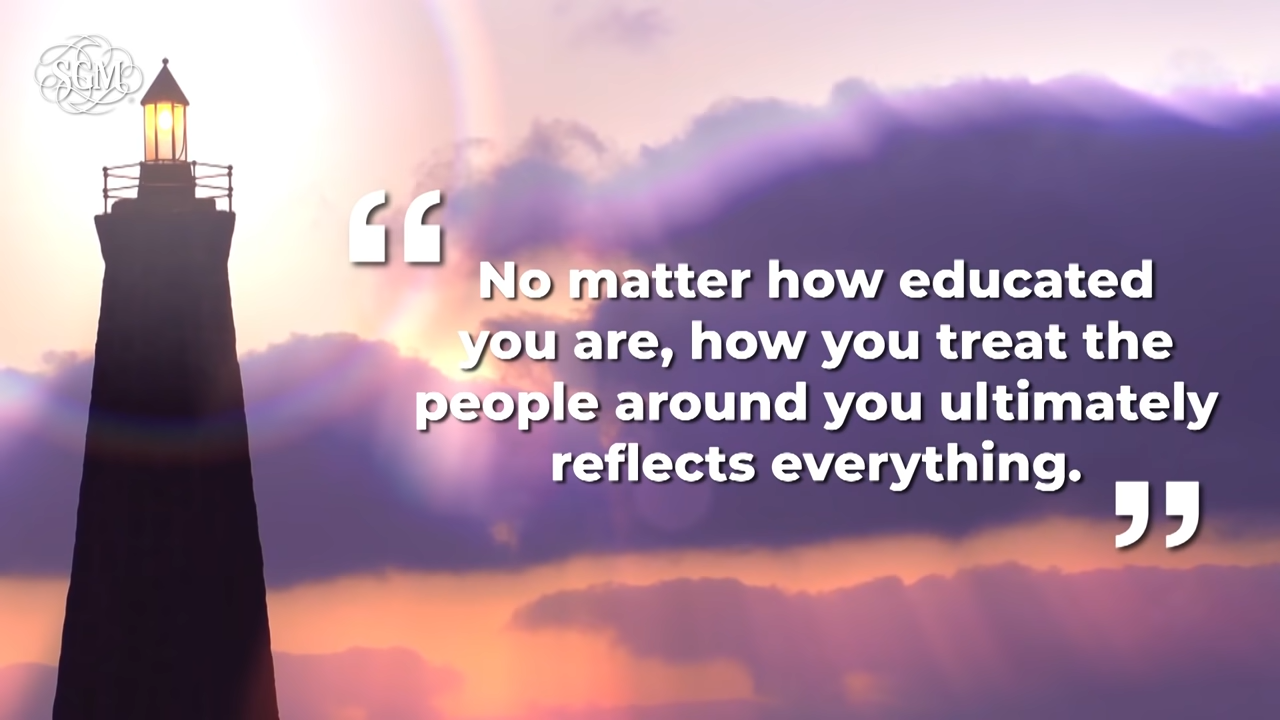 SGM
“
No matter how educated
you are, how you treat the
people around you ultimately
reflects everything.
”